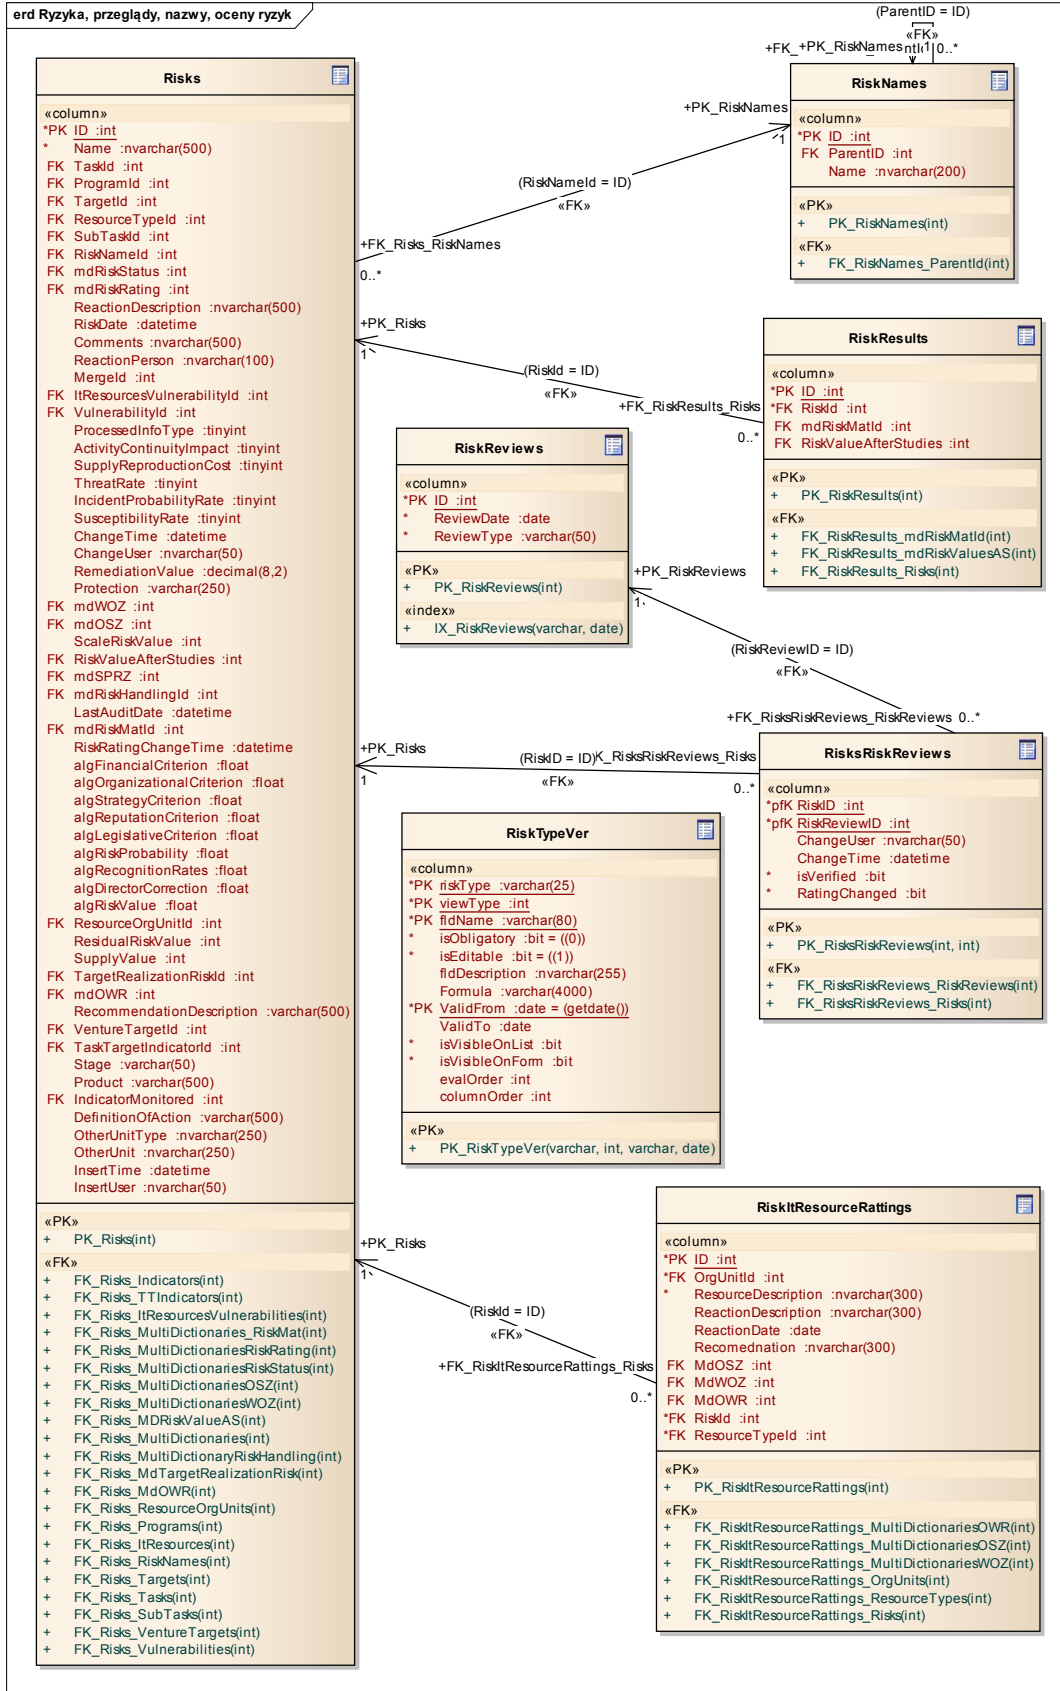 erd Ryzyka, przeglądy, nazwy, oceny ryzyk
Risks
«column»
*PK ID :int
* Name :nvarchar(500)
FK TaskId :int
FK ProgramId :int
FK TargetId :int
FK ResourceTypeId :int
FK SubTaskId :int
FK RiskNameId :int
FK mdRiskStatus :int
FK mdRiskRating :int
ReactionDescription :nvarchar(500)
RiskDate :datetime
Comments :nvarchar(500)
ReactionPerson :nvarchar(100)
MergeId :int
FK ItResourcesVulnerabilityId :int
FK VulnerabilityId :int
ProcessedInfoType :tinyint
ActivityContinuityImpact :tinyint
SupplyReproductionCost :tinyint
ThreatRate :tinyint
IncidentProbabilityRate :tinyint
SusceptibilityRate :tinyint
ChangeTime :datetime
ChangeUser :nvarchar(50)
RemediationValue :decimal(8,2)
Protection :varchar(250)
FK mdWOZ :int
FK mdOSZ :int
ScaleRiskValue :int
FK RiskValueAfterStudies :int
FK mdSPRZ :int
FK mdRiskHandlingId :int
LastAuditDate :datetime
FK mdRiskMatId :int
RiskRatingChangeTime :datetime
algFinancialCriterion :float
algOrganizationalCriterion :float
algStrategyCriterion :float
algReputationCriterion :float
algLegislativeCriterion :float
algRiskProbability :float
algRecognitionRates :float
algDirectorCorrection :float
algRiskValue :float
FK ResourceOrgUnitId :int
ResidualRiskValue :int
SupplyValue :int
FK TargetRealizationRiskId :int
FK mdOWR :int
RecommendationDescription :varchar(500)
FK VentureTargetId :int
FK TaskTargetIndicatorId :int
Stage :varchar(50)
Product :varchar(500)
FK IndicatorMonitored :int
DefinitionOfAction :varchar(500)
OtherUnitType :nvarchar(250)
OtherUnit :nvarchar(250)
InsertTime :datetime
InsertUser :nvarchar(50)
«PK»
+ PK_Risks(int)
«FK»
+ FK_Risks_Indicators(int)
+ FK_Risks_TTIndicators(int)
+ FK_Risks_ItResourcesVulnerabilities(int)
+ FK_Risks_MultiDictionaries_RiskMat(int)
+ FK_Risks_MultiDictionariesRiskRating(int)
+ FK_Risks_MultiDictionariesRiskStatus(int)
+ FK_Risks_MultiDictionariesOSZ(int)
+ FK_Risks_MultiDictionariesWOZ(int)
+ FK_Risks_MDRiskValueAS(int)
+ FK_Risks_MultiDictionaries(int)
+ FK_Risks_MultiDictionaryRiskHandling(int)
+ FK_Risks_MdTargetRealizationRisk(int)
+ FK_Risks_MdOWR(int)
+ FK_Risks_ResourceOrgUnits(int)
+ FK_Risks_Programs(int)
+ FK_Risks_ItResources(int)
+ FK_Risks_RiskNames(int)
+ FK_Risks_Targets(int)
+ FK_Risks_Tasks(int)
+ FK_Risks_SubTasks(int)
+ FK_Risks_VentureTargets(int)
+ FK_Risks_Vulnerabilities(int)
(ParentID = ID)
«FK»
+FK_ +PK_RiskNames 1 0..*
RiskNames
«column»
*PK ID :int
FK ParentID :int
Name :nvarchar(200)
«PK»
+ PK_RiskNames(int)
«FK»
+ FK_RiskNames_ParentId(int)
+PK_RiskNames
1
(RiskNameId = ID)
«FK»
+FK_Risks_RiskNames
0..*
+PK_Risks
1
(RiskId = ID)
«FK»
+FK_RiskResults_Risks
0..*
RiskResults
«column»
*PK ID :int
*FK RiskId :int
FK mdRiskMatId :int
FK RiskValueAfterStudies :int
«PK»
+ PK_RiskResults(int)
«FK»
+ FK_RiskResults_mdRiskMatId(int)
+ FK_RiskResults_mdRiskValuesAS(int)
+ FK_RiskResults_Risks(int)
RiskReviews
«column»
*PK ID :int
* ReviewDate :date
* ReviewType :varchar(50)
«PK»
+ PK_RiskReviews(int)
«index»
+ IX_RiskReviews(varchar, date)
+PK_RiskReviews
1
(RiskReviewID = ID)
«FK»
+FK_RisksRiskReviews_RiskReviews 0..*
+PK_Risks
1
(RiskID = ID) K_RisksRiskReviews_Risks
«FK»
0..*
RisksRiskReviews
«column»
*pfK RiskID :int
*pfK RiskReviewID :int
ChangeUser :nvarchar(50)
ChangeTime :datetime
* isVerified :bit
* RatingChanged :bit
«PK»
+ PK_RisksRiskReviews(int, int)
«FK»
+ FK_RisksRiskReviews_RiskReviews(int)
+ FK_RisksRiskReviews_Risks(int)
RiskTypeVer
«column»
*PK riskType :varchar(25)
*PK viewType :int
*PK fldName :varchar(80)
* isObligatory :bit = ((0))
* isEditable :bit = ((1))
fldDescription :nvarchar(255)
Formula :varchar(4000)
*PK ValidFrom :date = (getdate())
ValidTo :date
* isVisibleOnList :bit
* isVisibleOnForm :bit
evalOrder :int
columnOrder :int
«PK»
+ PK_RiskTypeVer(varchar, int, varchar, date)
+PK_Risks
1
(RiskId = ID)
«FK»
+FK_RiskItResourceRattings_Risks
0..*
RiskItResourceRattings
«column»
*PK ID :int
*FK OrgUnitId :int
* ResourceDescription :nvarchar(300)
ReactionDescription :nvarchar(300)
ReactionDate :date
Recomednation :nvarchar(300)
FK MdOSZ :int
FK MdWOZ :int
FK MdOWR :int
*FK RiskId :int
*FK ResourceTypeId :int
«PK»
+ PK_RiskItResourceRattings(int)
«FK»
+ FK_RiskItResourceRattings_MultiDictionariesOWR(int)
+ FK_RiskItResourceRattings_MultiDictionariesOSZ(int)
+ FK_RiskItResourceRattings_MultiDictionariesWOZ(int)
+ FK_RiskItResourceRattings_OrgUnits(int)
+ FK_RiskItResourceRattings_ResourceTypes(int)
+ FK_RiskItResourceRattings_Risks(int)